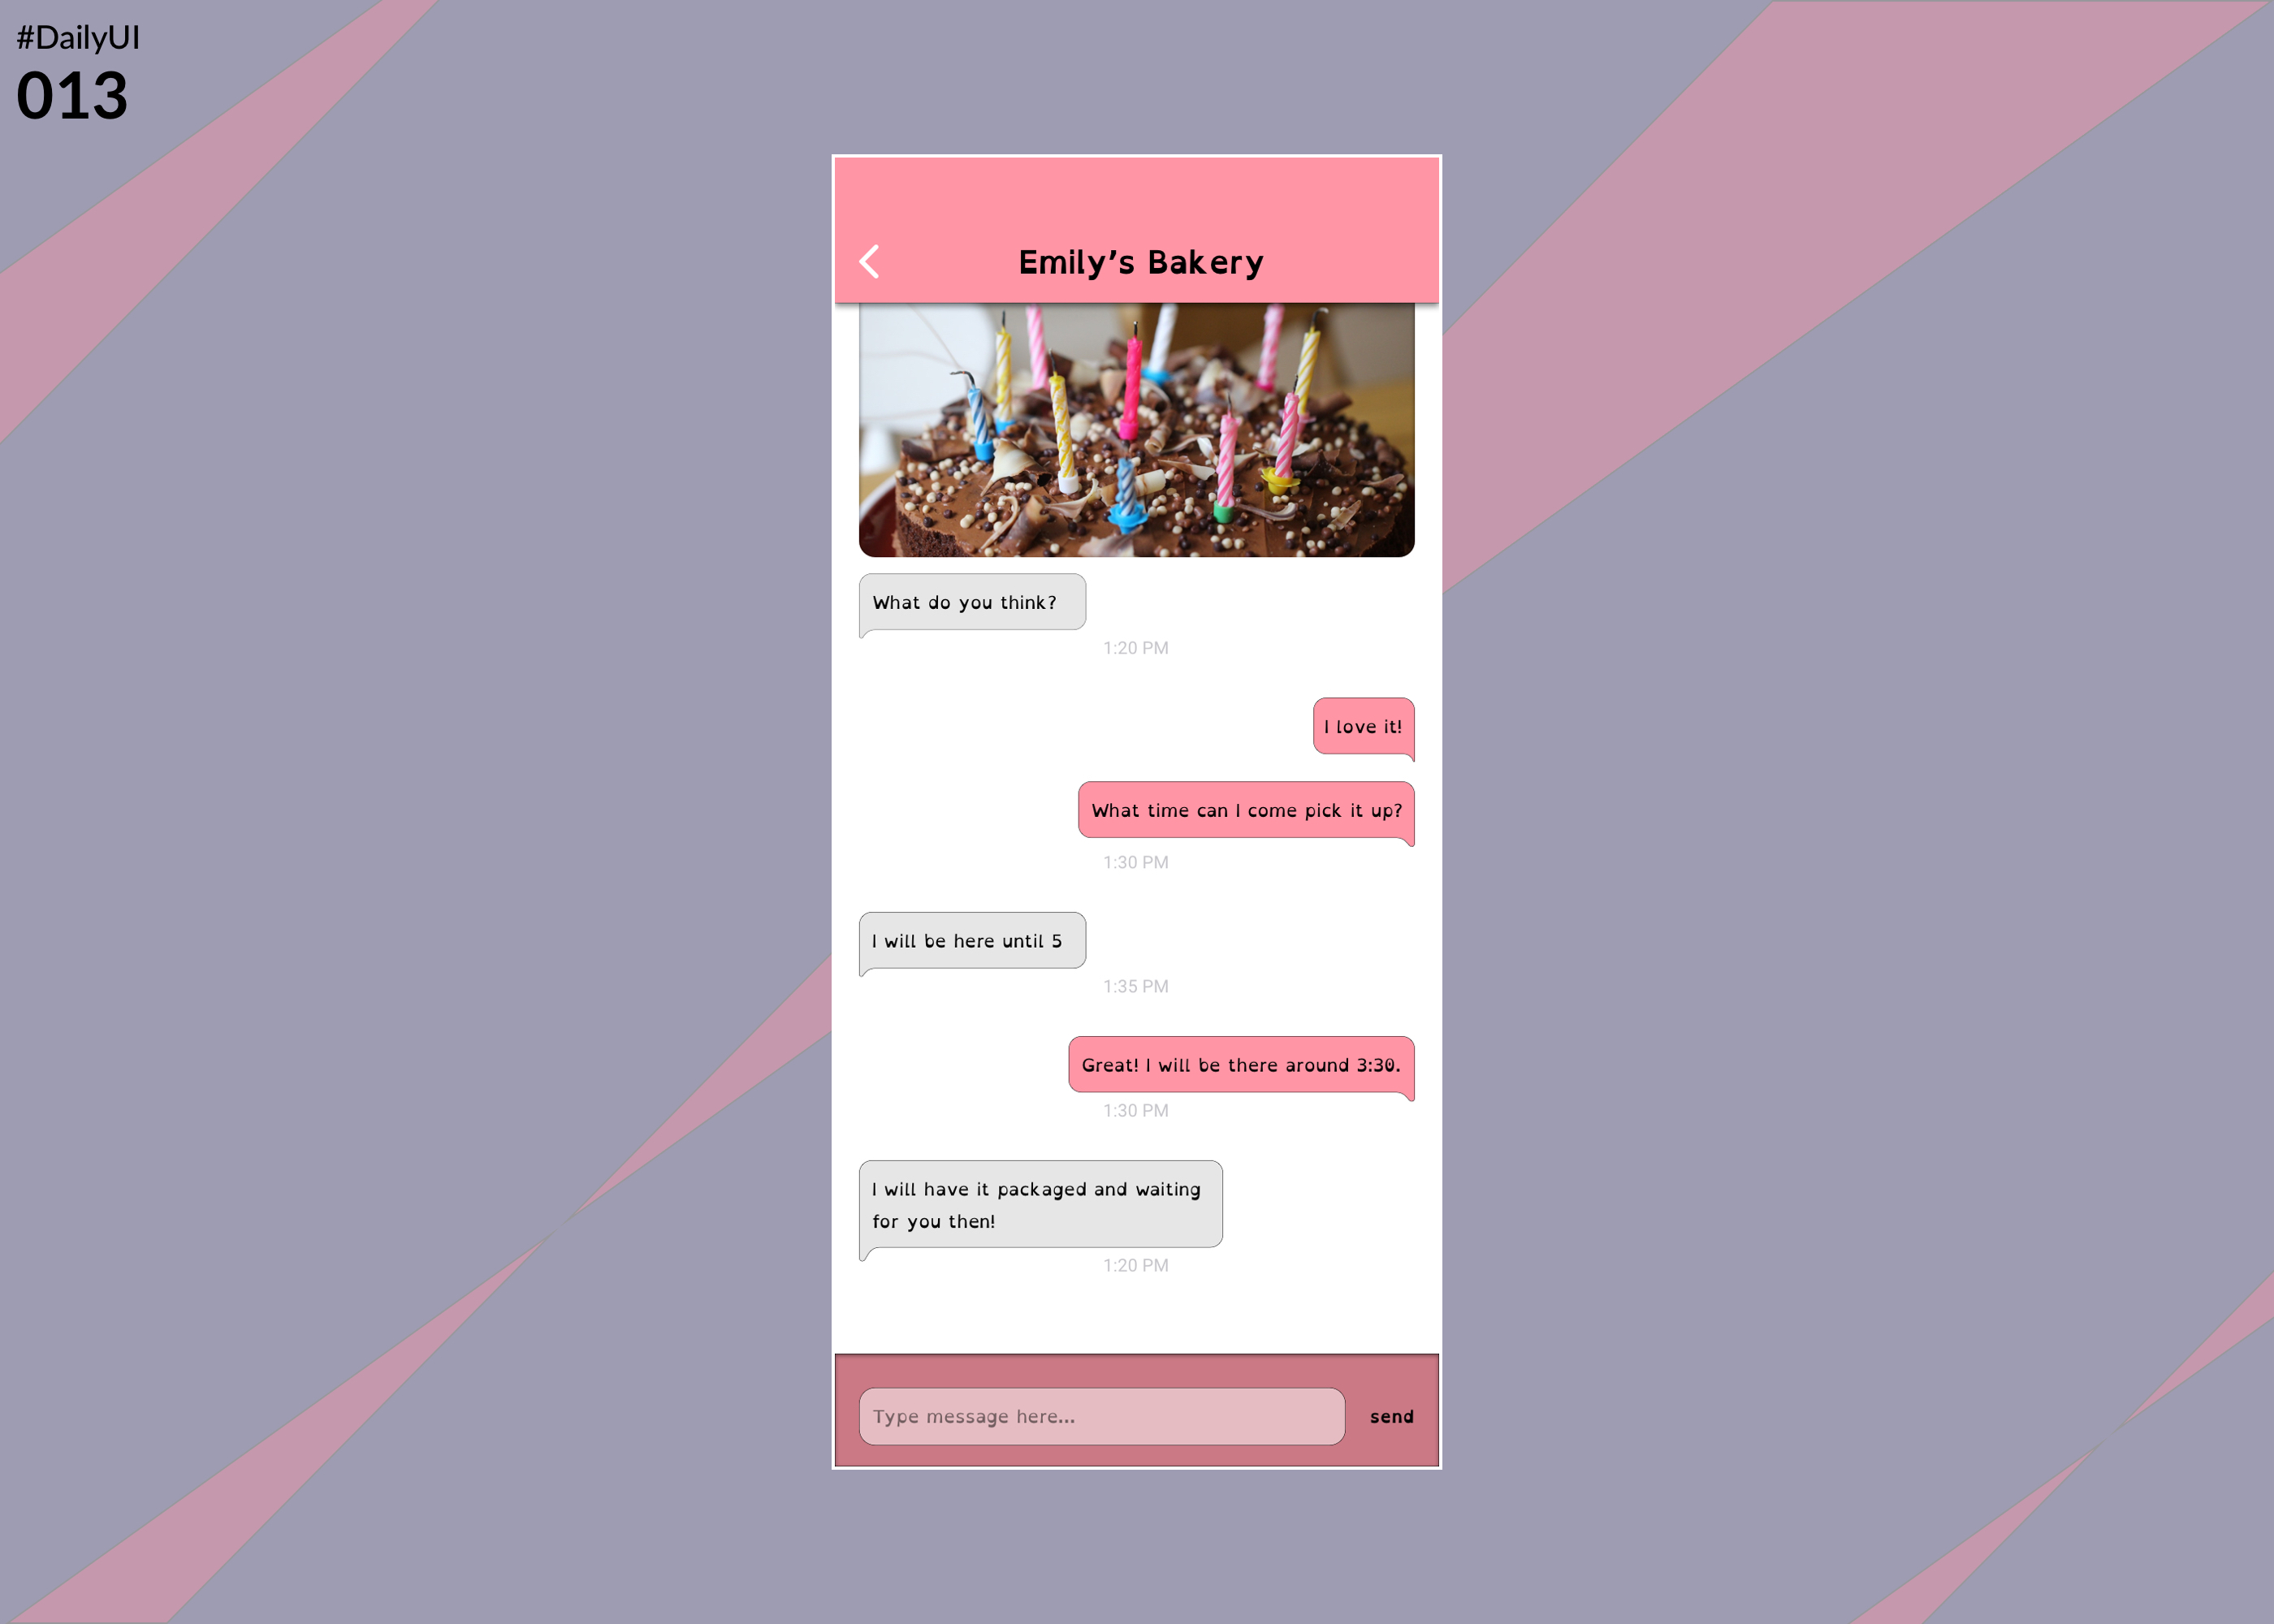 #DailyUI
013
Emily’s Bakery
What do you think?
1:20 PM
I love it!
What time can I come pick it up?
1:30 PM
I will be here until 5
1:35 PM
Great! I will be there around 3:30.
1:30 PM
I will have it packaged and waiting
for you then!
1:20 PM
Type message here...
send